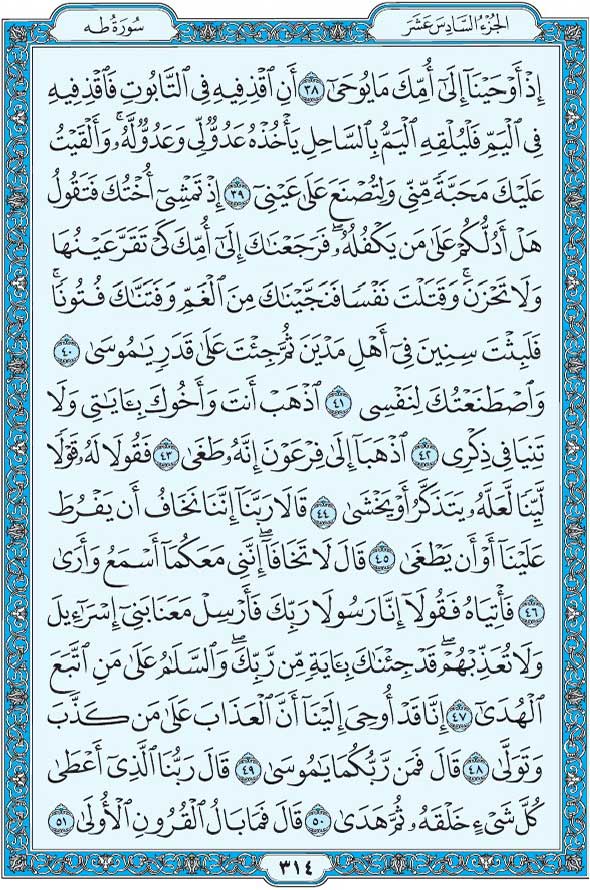 سُورَةُ طه
الجُزْءُ السَّادِسَ عَشَرَ
إِذْ أَوْحَيْنَآ إِلَىٰٓ أُمِّكَ مَا يُوحَىٰٓ ٣٨ أَنِ ٱقْذِفِيهِ فِى ٱلتَّابُوتِ فَٱقْذِفِيهِ
فِى ٱلْيَمِّ فَلْيُلْقِهِ ٱلْيَمُّ بِٱلسَّاحِلِ يَأْخُذْهُ عَدُوٌّ لِّى وَعَدُوٌّ لَّهُۥ ۚ وَأَلْقَيْتُ
عَلَيْكَ مَحَبَّةً مِّنِّى وَلِتُصْنَعَ عَلَىٰ عَيْنِىٓ ٣٩ إِذْ تَمْشِىٓ أُخْتُكَ فَتَقُولُ
هَلْ أَدُلُّكُمْ عَلَىٰ مَن يَكْفُلُهُۥ ۖ فَرَجَعْنَٰكَ إِلَىٰٓ أُمِّكَ كَىْ تَقَرَّ عَيْنُهَا
وَلَا تَحْزَنَ ۚ وَقَتَلْتَ نَفْسًا فَنَجَّيْنَٰكَ مِنَ ٱلْغَمِّ وَفَتَنَّٰكَ فُتُونًا ۚ
فَلَبِثْتَ سِنِينَ فِىٓ أَهْلِ مَدْيَنَ ثُمَّ جِئْتَ عَلَىٰ قَدَرٍ يَٰمُوسَىٰ ٤٠
وَٱصْطَنَعْتُكَ لِنَفْسِى ٤١ ٱذْهَبْ أَنتَ وَأَخُوكَ بِـَٔايَٰتِى وَلَا
تَنِيَا فِى ذِكْرِى ٤٢ ٱذْهَبَآ إِلَىٰ فِرْعَوْنَ إِنَّهُۥ طَغَىٰ ٤٣ فَقُولَا لَهُۥ قَوْلًا
لَّيِّنًا لَّعَلَّهُۥ يَتَذَكَّرُ أَوْ يَخْشَىٰ ٤٤ قَالَا رَبَّنَآ إِنَّنَا نَخَافُ أَن يَفْرُطَ
عَلَيْنَآ أَوْ أَن يَطْغَىٰ ٤٥ قَالَ لَا تَخَافَآ ۖ إِنَّنِى مَعَكُمَآ أَسْمَعُ وَأَرَىٰ
٤٦ فَأْتِيَاهُ فَقُولَآ إِنَّا رَسُولَا رَبِّكَ فَأَرْسِلْ مَعَنَا بَنِىٓ إِسْرَٰٓءِيلَ
وَلَا تُعَذِّبْهُمْ ۖ قَدْ جِئْنَٰكَ بِـَٔايَةٍ مِّن رَّبِّكَ ۖ وَٱلسَّلَٰمُ عَلَىٰ مَنِ ٱتَّبَعَ
ٱلْهُدَىٰٓ ٤٧ إِنَّا قَدْ أُوحِىَ إِلَيْنَآ أَنَّ ٱلْعَذَابَ عَلَىٰ مَن كَذَّبَ
وَتَوَلَّىٰ ٤٨ قَالَ فَمَن رَّبُّكُمَا يَٰمُوسَىٰ ٤٩ قَالَ رَبُّنَا ٱلَّذِىٓ أَعْطَىٰ
كُلَّ شَىْءٍ خَلْقَهُۥ ثُمَّ هَدَىٰ ٥٠ قَالَ فَمَا بَالُ ٱلْقُرُونِ ٱلْأُولَىٰ ٥١
٣١٤